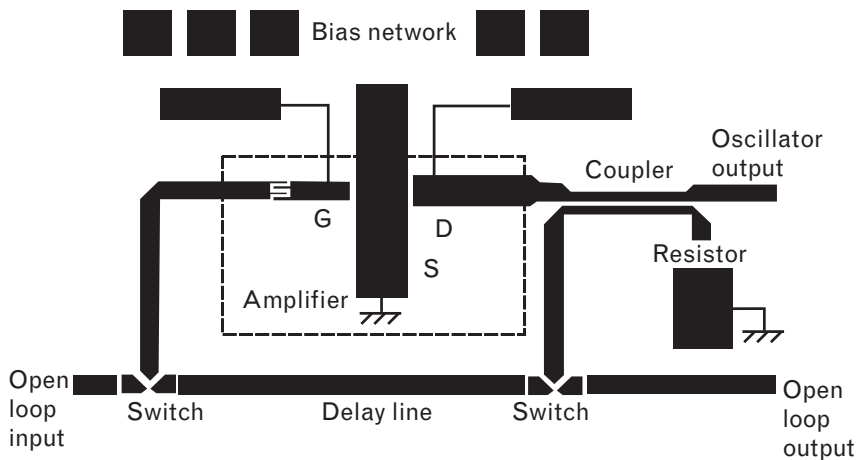 Bias network
Oscillator
output
Coupler
G
D
Resistor
S
Amplifier
Open
loop
input
Switch
Delay line
Switch
Open
loop
output